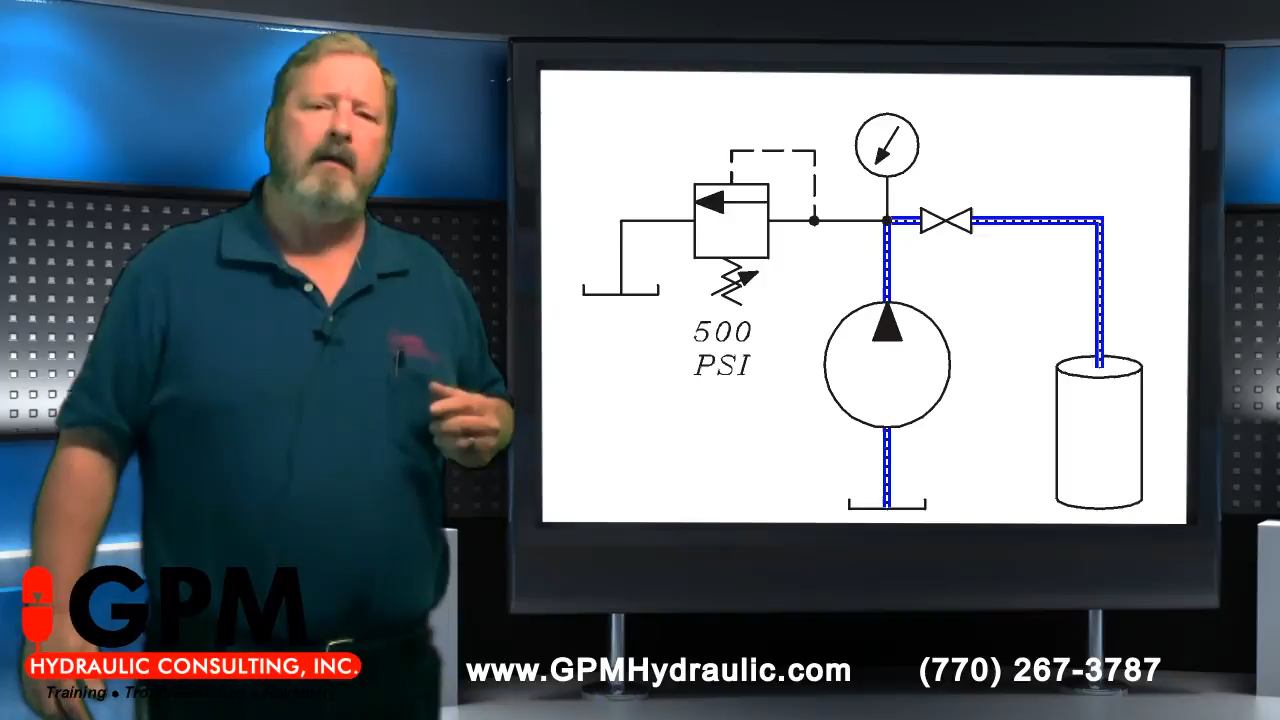 500
PSI
GPM
HYDRAULIC CONSULTING, INC.
Training •
www.GPMHydraulic.com
(770) 267-3787